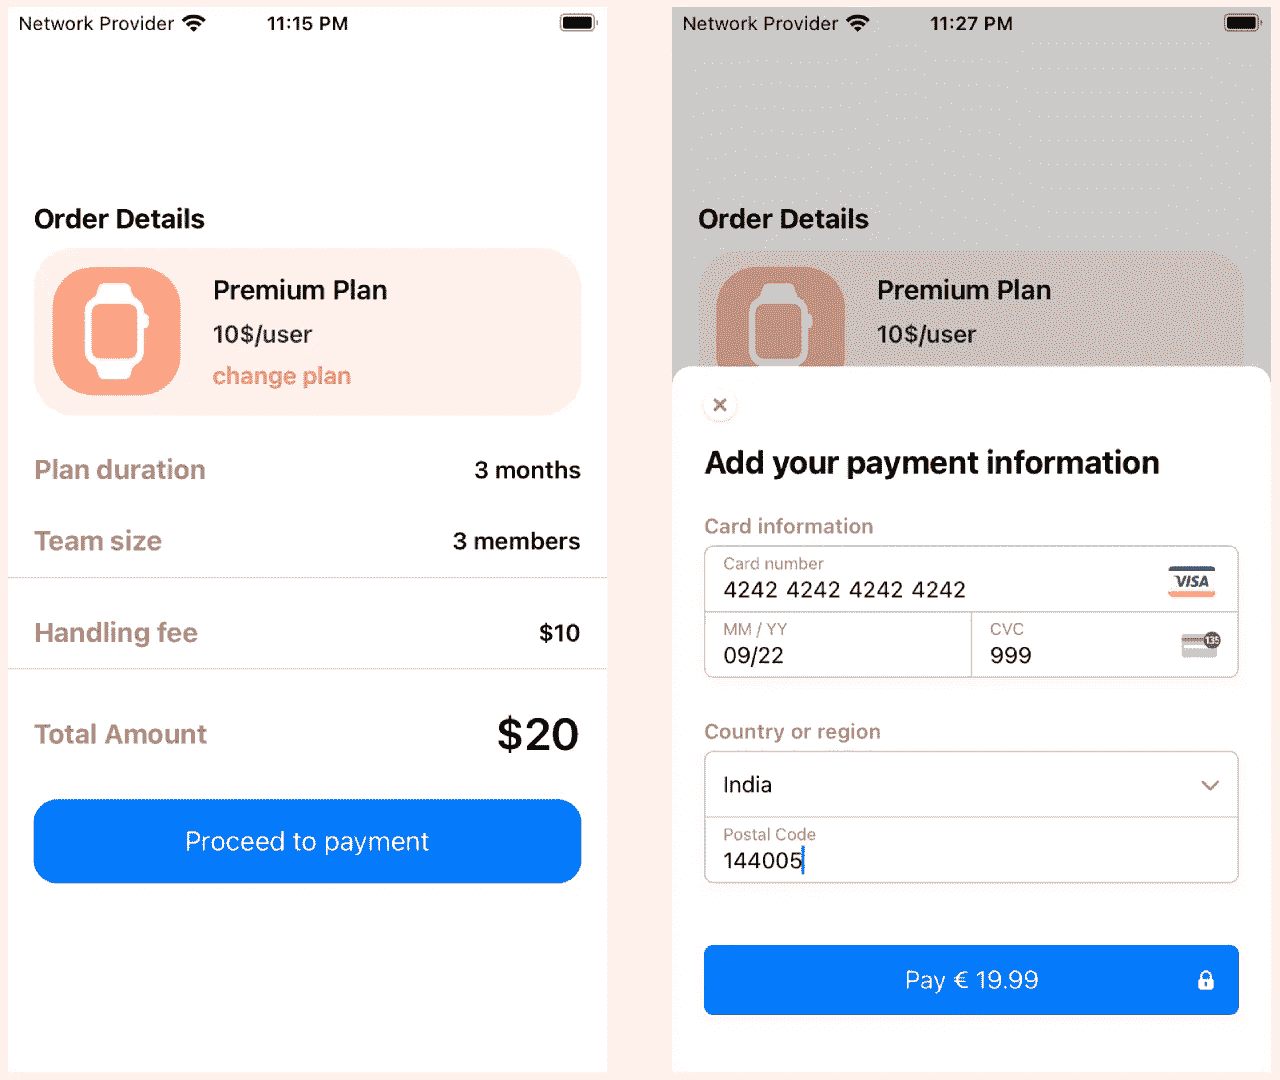 Network Provider 11:15 PM
Order Details
Premium Plan
10$/user
change plan
Plan duration 3 months
Team size 3 members
Handling fee $10
Total Amount $20
Proceed to payment
Network Provider 11:27 PM
Order Details
Premium Plan
10$/user
Add your payment information
Card information
Card number
4242 4242 4242 4242 VISA
MM / YY CVC
09/22 999 135
Country or region
India
Postal Code
144005
Pay € 19.99